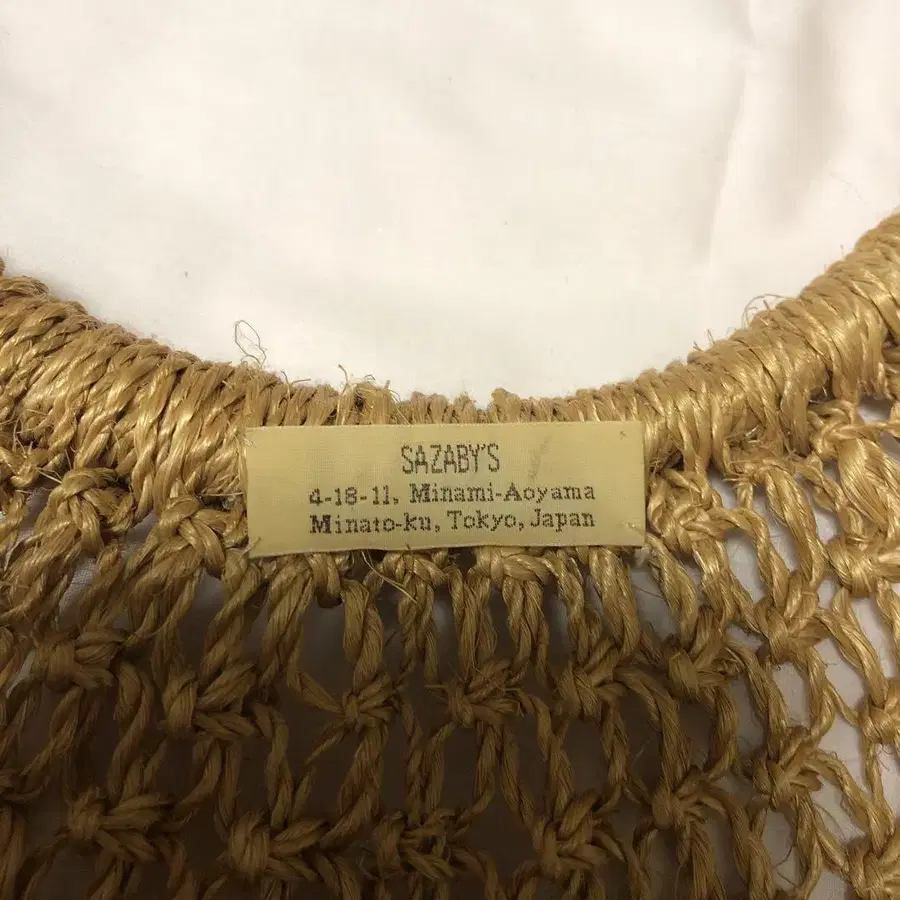 SAZABY'S
4-18-11, Minami-Aoyama
Minato-ku, Tokyo, Japan